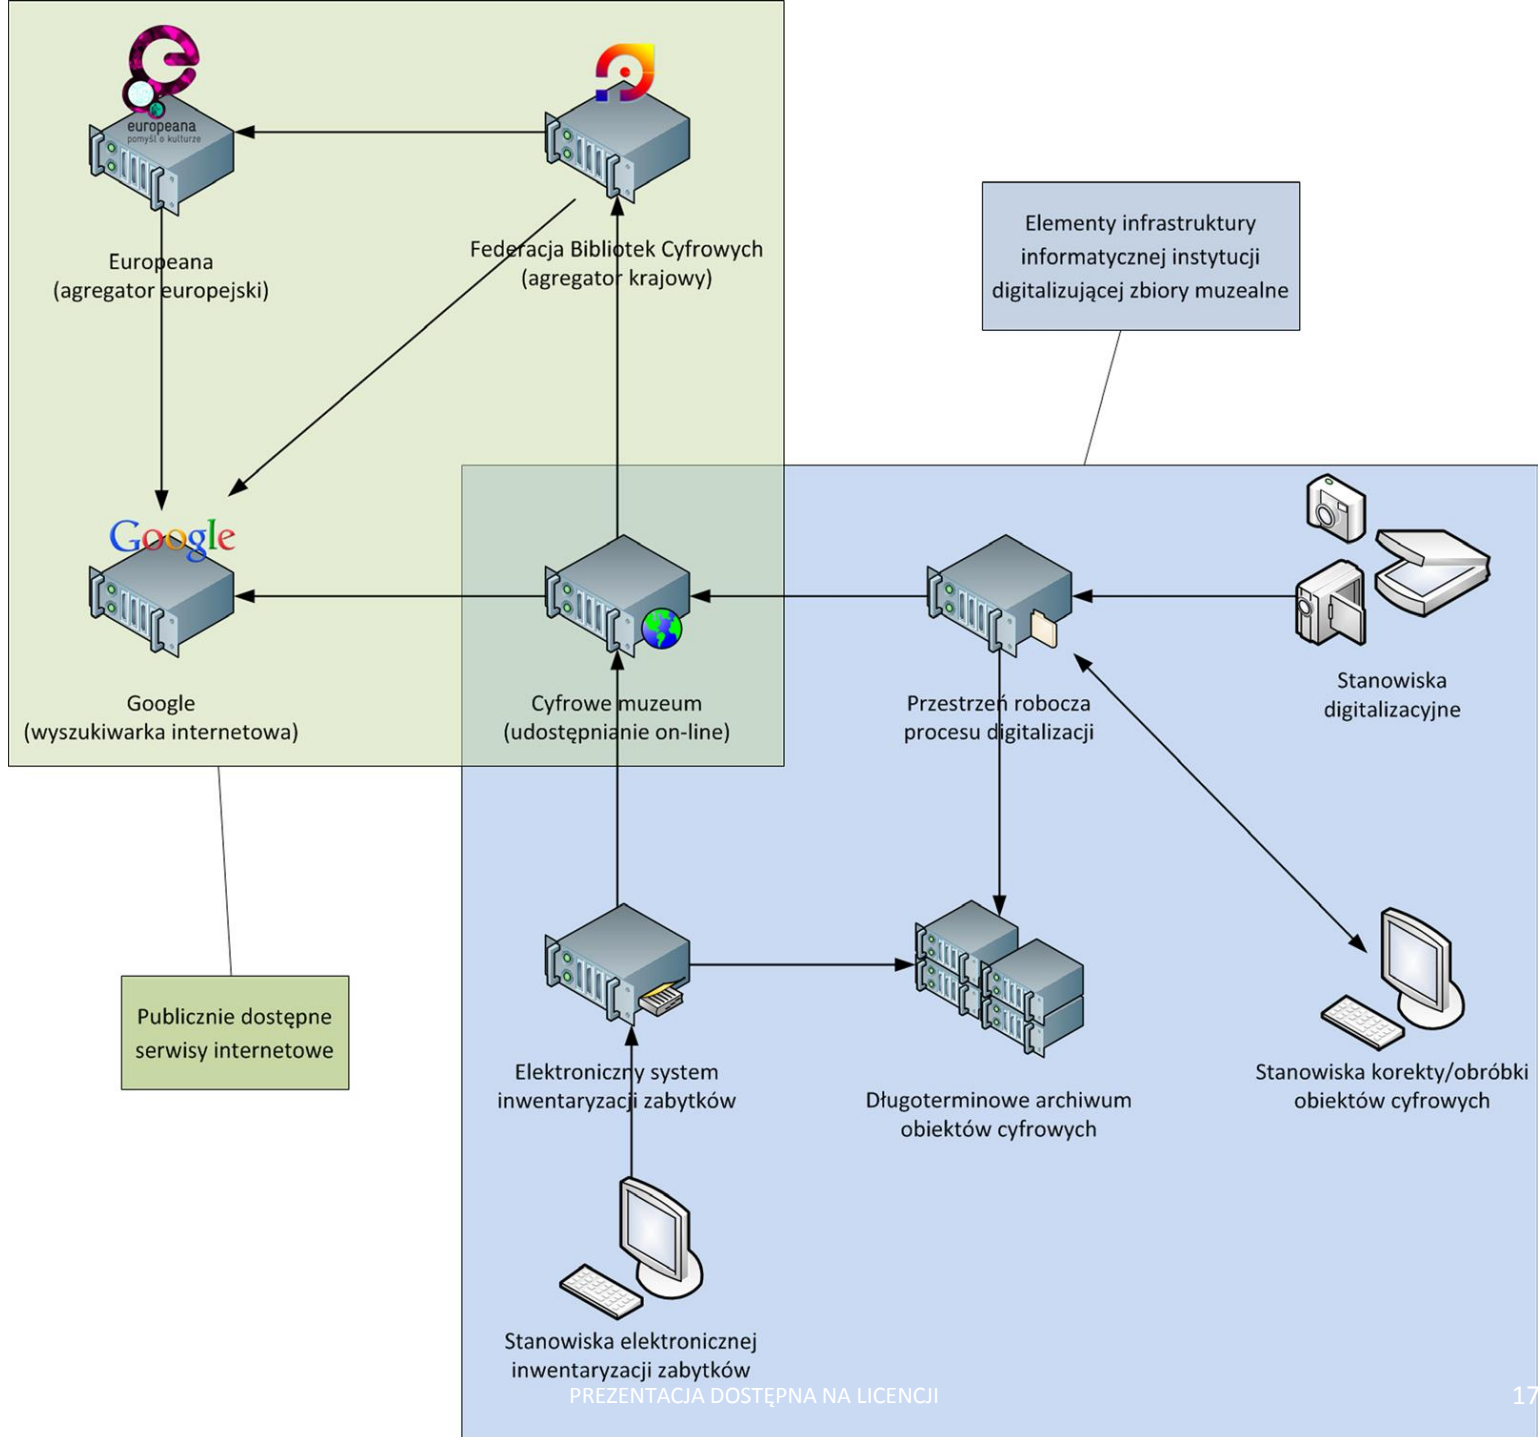 europeana
pomyśl o kulturze
Europeana
(agregator europejski)
Federacja Bibliotek Cyfrowych
(agregator krajowy)
Elementy infrastruktury
informatycznej instytucji
digitalizującej zbiory muzealne
Google
Google
(wyszukiwarka internetowa)
Cyfrowe muzeum
(udostępnianie on-line)
Przestrzeń robocza
procesu digitalizacji
Stanowiska
digitalizacyjne
Publicznie dostępne
serwisy internetowe
Elektroniczny system
inwentaryzacji zabytków
Długoterminowe archiwum
obiektów cyfrowych
Stanowiska korekty/obróbki
obiektów cyfrowych
Stanowiska elektronicznej
inwentaryzacji zabytków
PREZENTACJA DOSTĘPNA NA LICENCJI
17